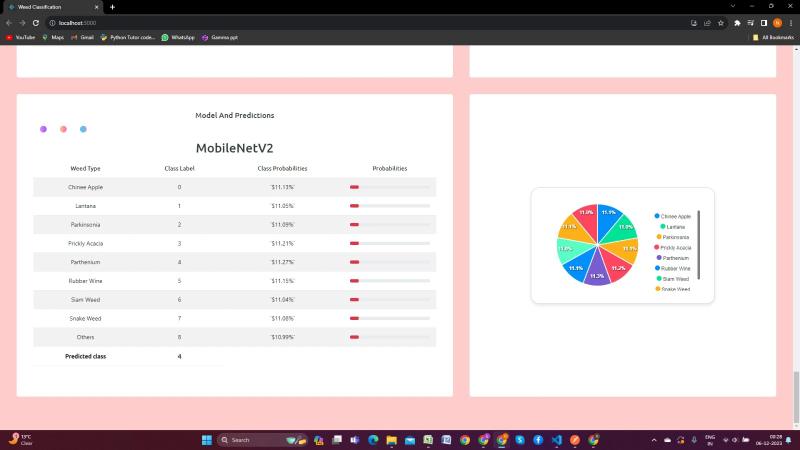 Weed Classification
localhost:3000
YouTube Maps Gmail Python Tutor code... WhatsApp Gamma ppt All Bookmarks
Model And Predictions
MobileNetV2
Weed Type Class Label Class Probabilities Probabilities
Chinee Apple 0 `$11.13%`
Lantana 1 `$11.05%`
Parkinsonia 2 `$11.09%`
Prickly Acacia 3 `$11.21%`
Parthenium 4 `$11.27%`
Rubber Wine 5 `$11.15%`
Siam Weed 6 `$11.04%`
Snake Weed 7 `$11.08%`
Others 8 `$10.99%`
Predicted class 4
11.0% 11.1%
11.1% 11.0%
11.0% 11.1%
11.1% 11.3% 11.2%
Chinee Apple
Lantana
Parkinsonia
Prickly Acacia
Parthenium
Rubber Wine
Siam Weed
Snake Weed
13°C
Clear
Search
ENG
IN
00:28
06-12-2023